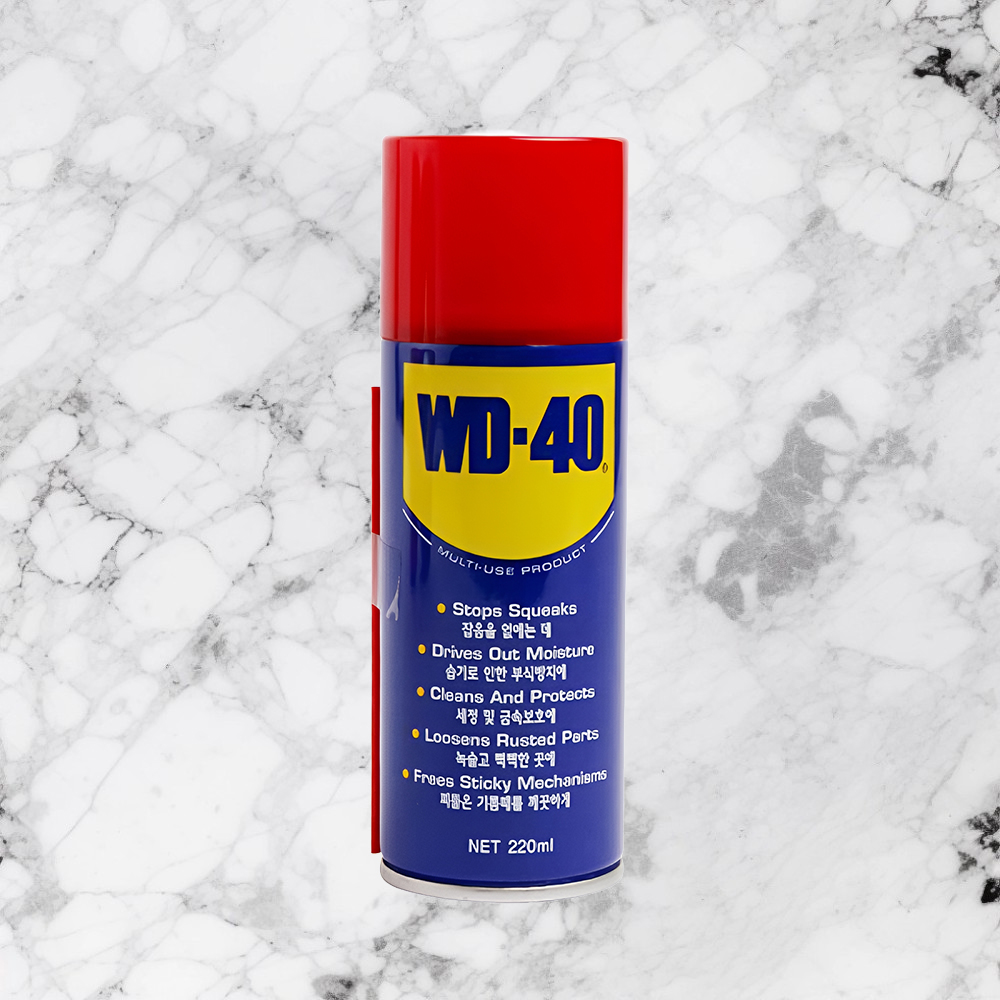 WD-40
MULTI-USE PRODUCT
• Stops Squeaks
잡음을 없애는 데
• Drives Out Moisture
습기로 인한 부식방지에
• Cleans And Protects
세정 및 금속보호에
• Loosens Rusted Parts
녹슬고 뻑뻑한 곳에
• Frees Sticky Mechanisms
찌들은 기름때를 깨끗하게
NET 220ml